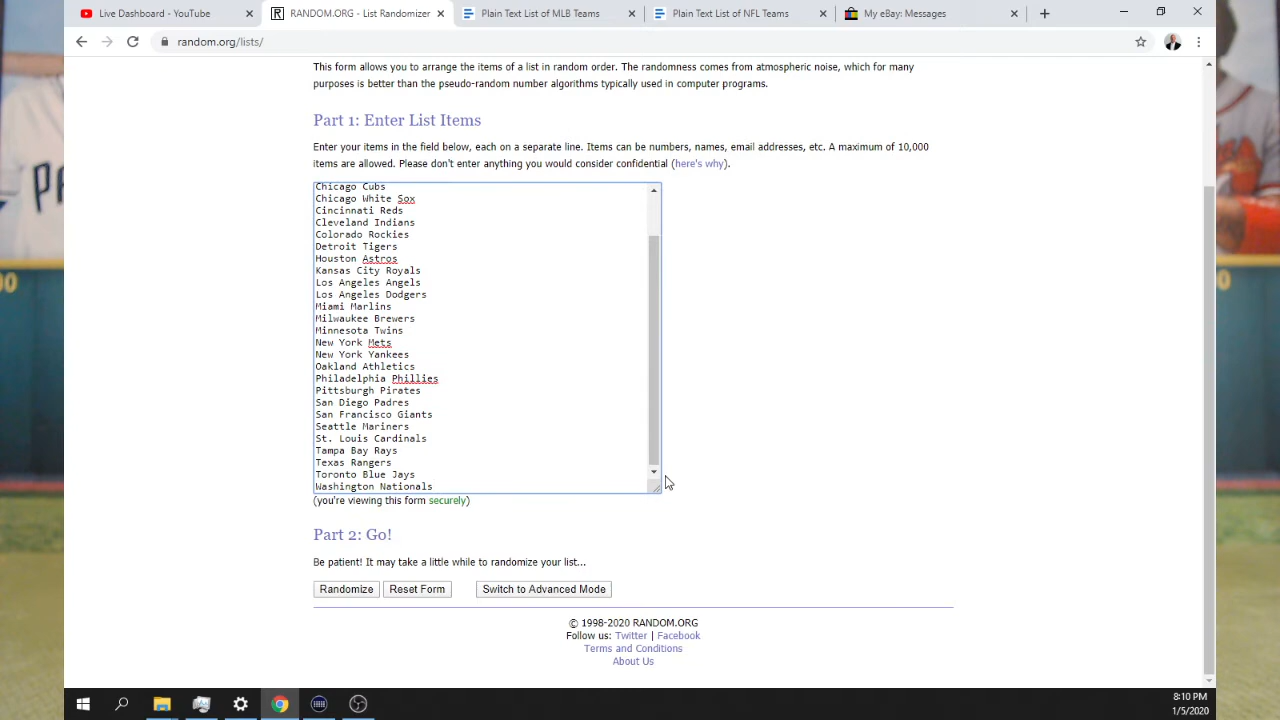 Live Dashboard - YouTube
RANDOM.ORG - List Randomizer
Plain Text List of MLB Teams
Plain Text List of NFL Teams
My eBay: Messages
random.org/lists/
This form allows you to arrange the items of a list in random order. The randomness comes from atmospheric noise, which for many
purposes is better than the pseudo-random number algorithms typically used in computer programs.
Part 1: Enter List Items
Enter your items in the field below, each on a separate line. Items can be numbers, names, email addresses, etc. A maximum of 10,000
items are allowed. Please don't enter anything you would consider confidential (here's why).
Chicago Cubs
Chicago White Sox
Cincinnati Reds
Cleveland Indians
Colorado Rockies
Detroit Tigers
Houston Astros
Kansas City Royals
Los Angeles Angels
Los Angeles Dodgers
Miami Marlins
Milwaukee Brewers
Minnesota Twins
New York Mets
New York Yankees
Oakland Athletics
Philadelphia Phillies
Pittsburgh Pirates
San Diego Padres
San Francisco Giants
Seattle Mariners
St. Louis Cardinals
Tampa Bay Rays
Texas Rangers
Toronto Blue Jays
Washington Nationals
(you're viewing this form securely)
Part 2: Go!
Be patient! It may take a little while to randomize your list...
Randomize
Reset Form
Switch to Advanced Mode
© 1998-2020 RANDOM.ORG
Follow us: Twitter | Facebook
Terms and Conditions
About Us
8:10 PM
1/5/2020